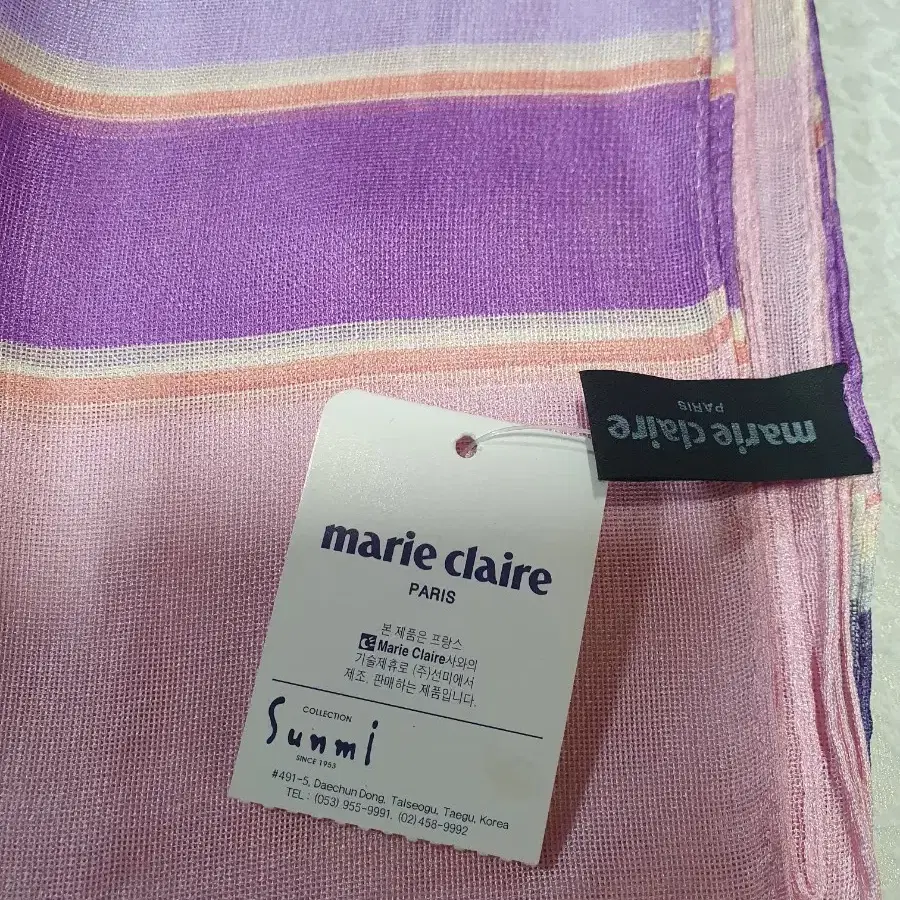 marie claire
PARIS
marie claire
PARIS
본 제품은 프랑스
Marie Claire사와의
기술제휴로 (주)선미에서
제조, 판매하는 제품입니다.
COLLECTION
Sunmi
SINCE 1955
#491-5, Daechun Dong, Talseogu, Taegu, Korea
TEL : (053) 955-9991, (02)458-9992